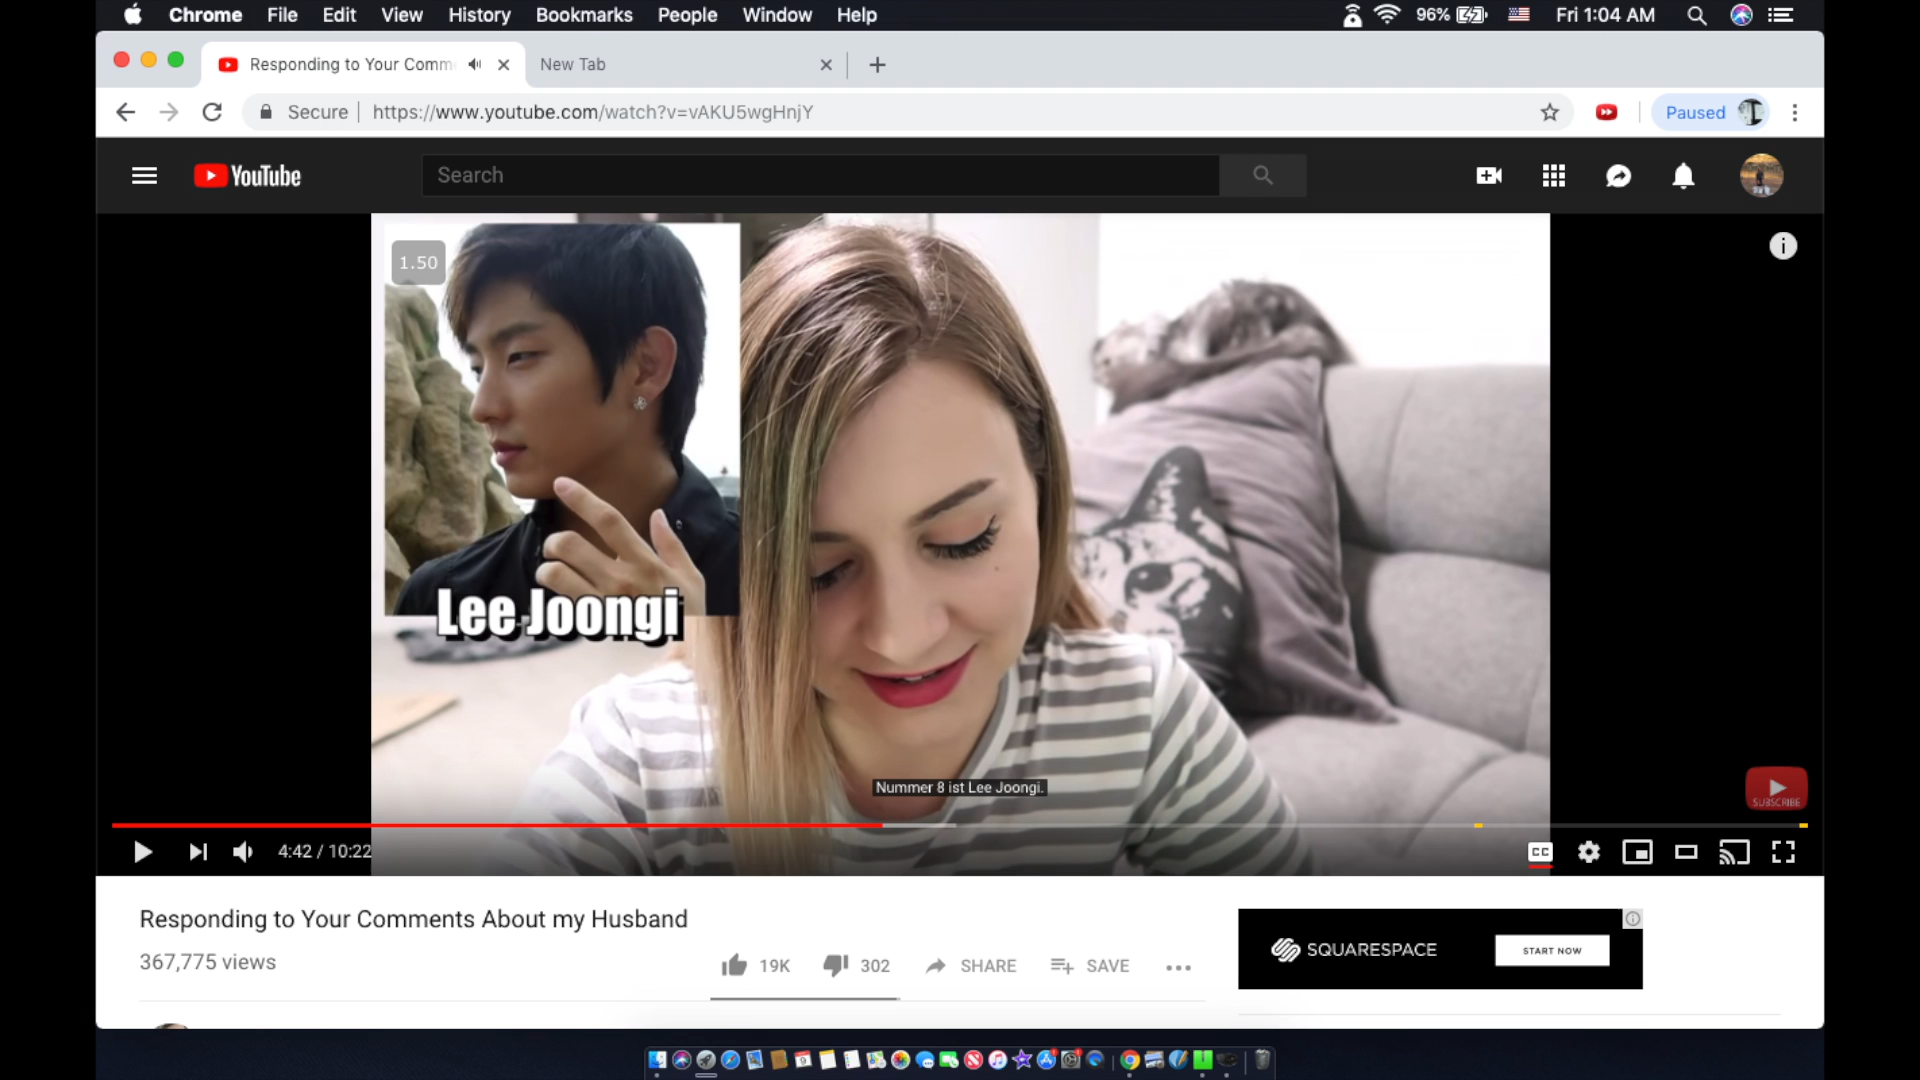 Chrome File Edit View History Bookmarks People Window Help 96% Fri 1:04 AM
Responding to Your Comm New Tab
Secure https://www.youtube.com/watch?v=vAKU5wgHnjY Paused
YouTube Search
1.50
Lee Joongi
Nummer 8 ist Lee Joongi.
SUBSCRIBE
4:42 / 10:22 CC
Responding to Your Comments About my Husband
367,775 views 19K 302 SHARE SAVE
SQUARESPACE START NOW